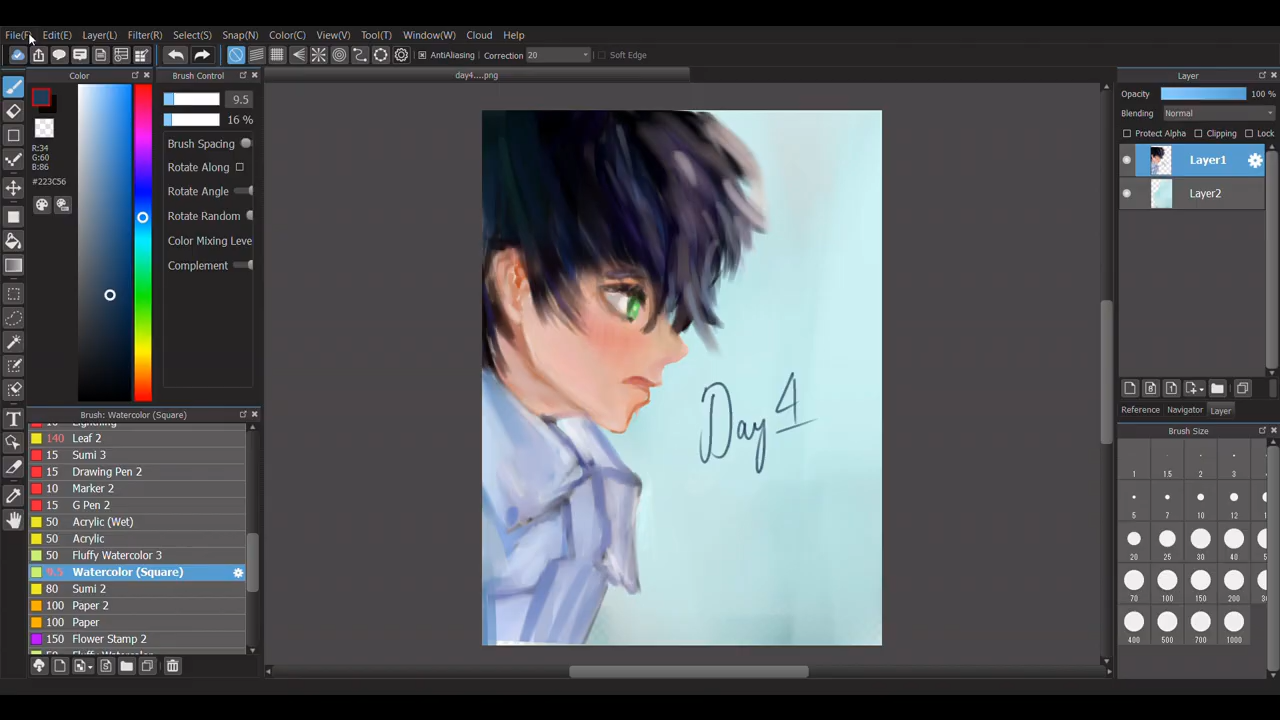 File(F) Edit(E) Layer(L) Filter(R) Select(S) Snap(N) Color(C) View(V) Tool(T) Window(W) Cloud Help
AntiAliasing Correction 20 Soft Edge
Color
Brush Control
day4....png
Layer
9.5
16 %
R:34
G:60
B:86
#223C56
Brush Spacing
Rotate Along
Rotate Angle
Rotate Random
Color Mixing Leve
Complement
Opacity 100 %
Blending Normal
Protect Alpha Clipping Lock
Layer1
Layer2
Day 4
Brush: Watercolor (Square)
140 Leaf 2
15 Sumi 3
15 Drawing Pen 2
10 Marker 2
15 G Pen 2
50 Acrylic (Wet)
50 Acrylic
50 Fluffy Watercolor 3
9.5 Watercolor (Square)
80 Sumi 2
100 Paper 2
100 Paper
150 Flower Stamp 2
Reference Navigator Layer
Brush Size
1 1.5 2 3
5 7 10 12
20 25 30 40
70 100 150 200
400 500 700 1000